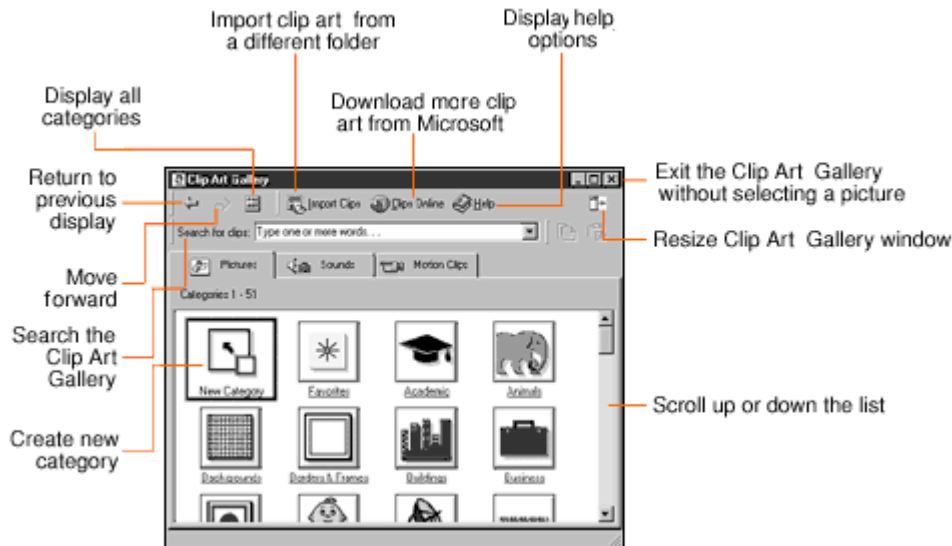 Import clip art from
a different folder
Display help
options
Display all
categories
Download more clip
art from Microsoft
Return to
previous
display
Exit the Clip Art Gallery
without selecting a picture
Clip Art Gallery
Import Clips Clips Online Help
Resize Clip Art Gallery window
Search for clips: Type one or more words...
Move
forward
Pictures Sounds Motion Clips
Categories 1 - 51
Search the
Clip Art
Gallery
New Category Favorites Academic Animals
Scroll up or down the list
Create new
category
Backgrounds Borders & Frames Buildings Business